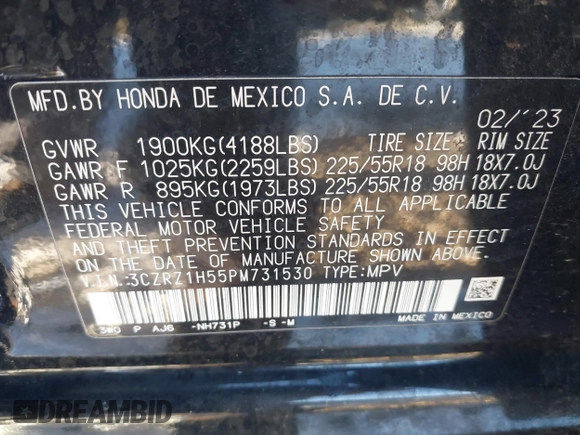 MFD.BY HONDA DE MEXICO S.A. DE C.V.
02/'23
GVWR 1900KG(4188LBS) TIRE SIZE RIM SIZE
GAWR F 1025KG(2259LBS) 225/55R18 98H 18X7.0J
GAWR R 895KG(1973LBS) 225/55R18 98H 18X7.0J
THIS VEHICLE CONFORMS TO ALL APPLICABLE
FEDERAL MOTOR VEHICLE SAFETY
AND THEFT PREVENTION STANDARDS IN EFFECT
ON THE DATE OF MANUFACTURE SHOWN ABOVE.
V.I.N.:3CZRZ1H55PM731530 TYPE:MPV
3WD P AJ6 -NH731P -S -M
MADE IN MEXICO
DREAMBID